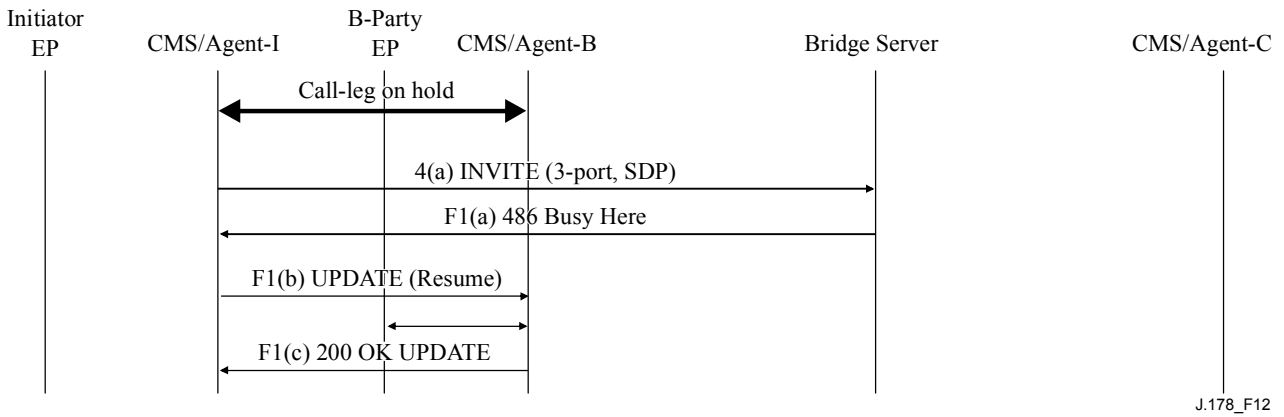 Initiator
EP
CMS/Agent-I
B-Party
EP
CMS/Agent-B
Bridge Server
CMS/Agent-C
Call-leg on hold
4(a) INVITE (3-port, SDP)
F1(a) 486 Busy Here
F1(b) UPDATE (Resume)
F1(c) 200 OK UPDATE
J.178_F12